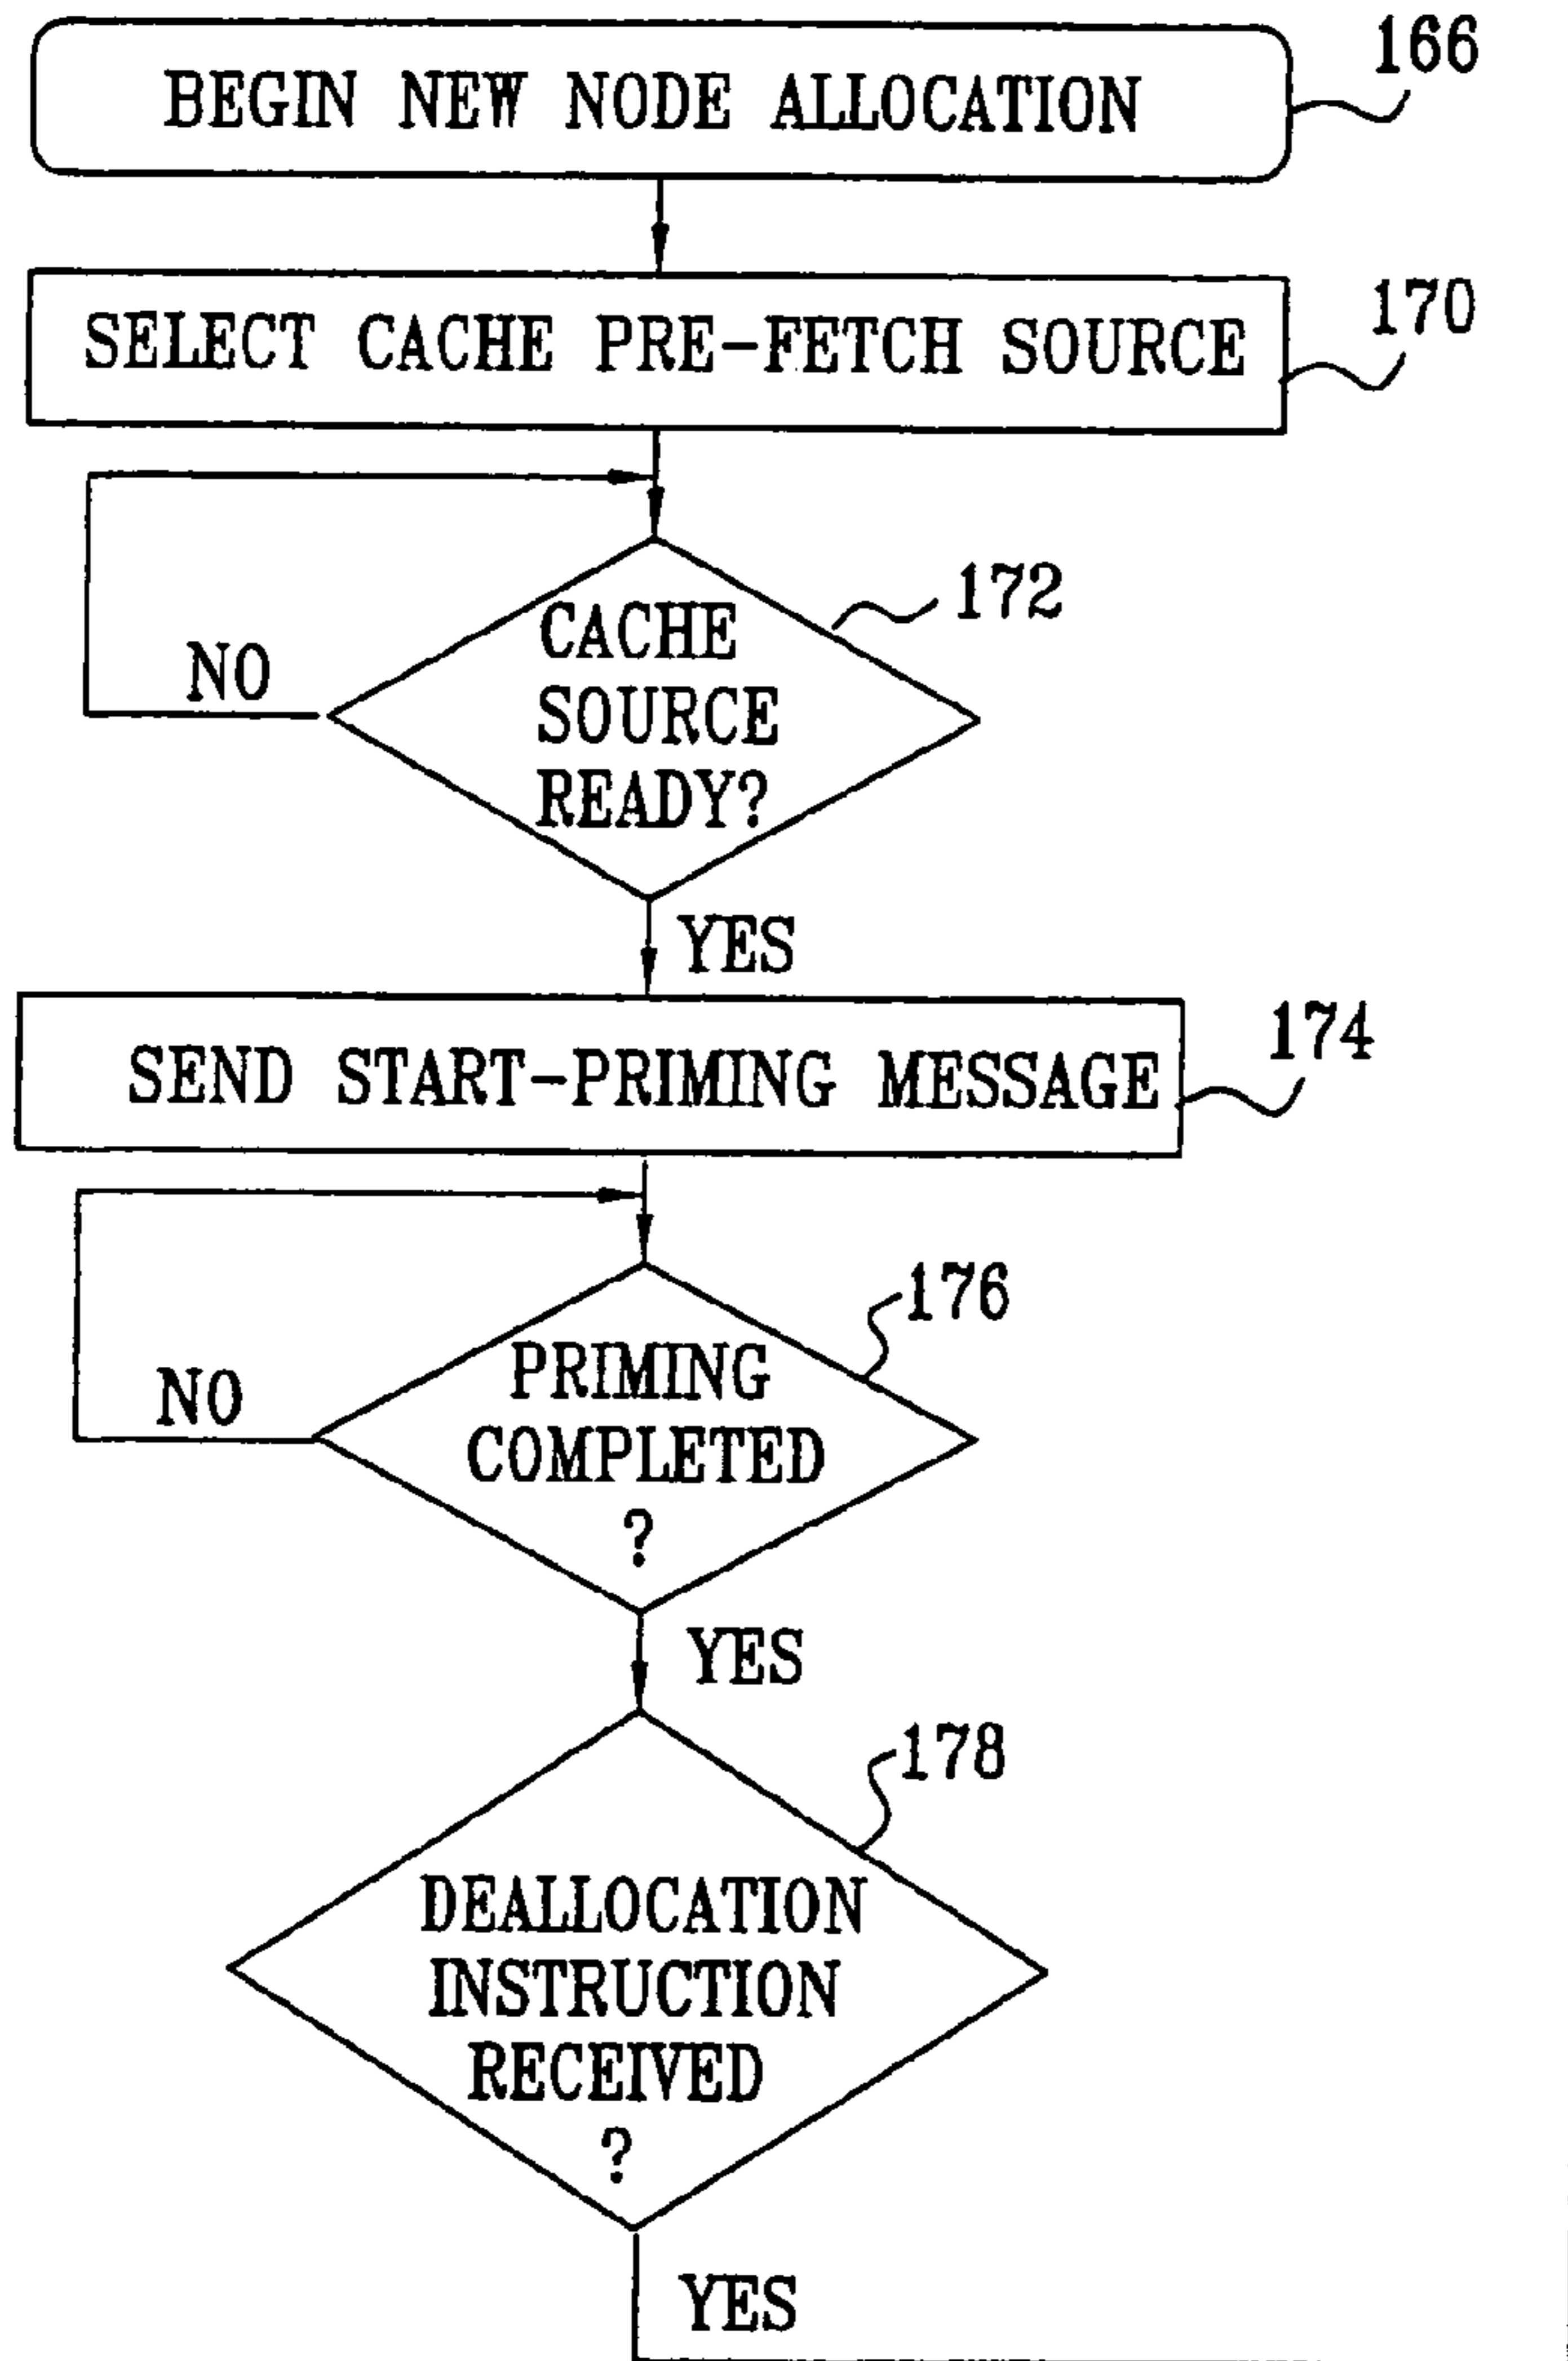 BEGIN NEW NODE ALLOCATION
166
SELECT CACHE PRE-FETCH SOURCE
170
172
CACHE
SOURCE
READY?
NO
YES
SEND START-PRIMING MESSAGE
174
176
PRIMING
COMPLETED
?
NO
YES
178
DEALLOCATION
INSTRUCTION
RECEIVED
?
YES